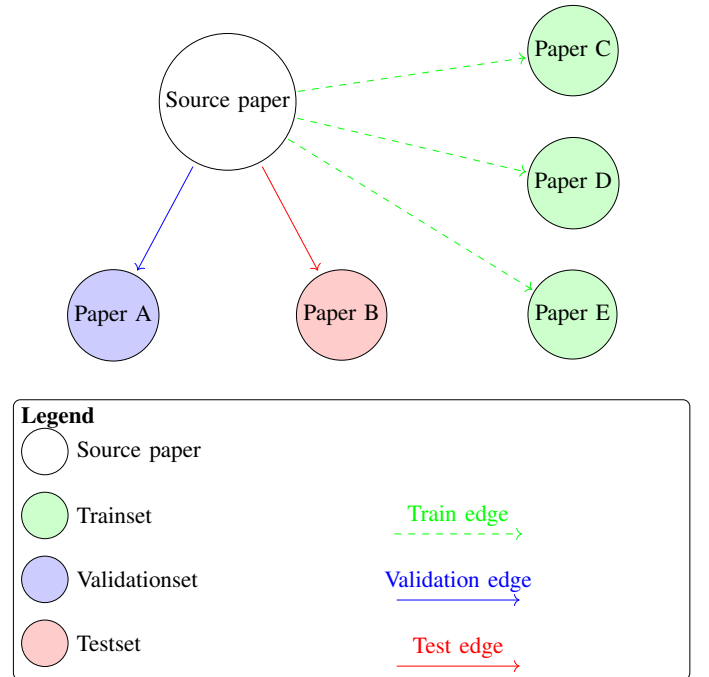 Paper C
Source paper
Paper D
Paper A
Paper B
Paper E
Legend
Source paper
Trainset
Train edge
Validationset
Validation edge
Testset
Test edge